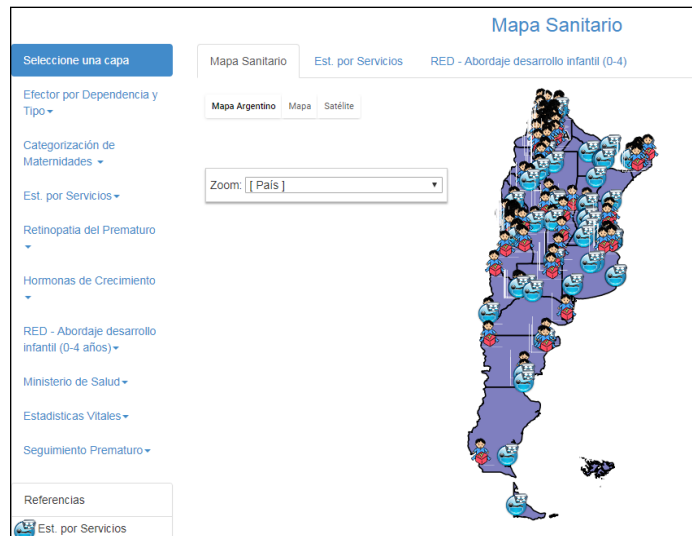 Mapa Sanitario
Seleccione una capa
Mapa Sanitario
Est. por Servicios
RED - Abordaje desarrollo infantil (0-4)
Efector por Dependencia y
Tipo
Mapa Argentino
Mapa
Satélite
Categorización de
Maternidades
Zoom: [ País ]
Est. por Servicios
Retinopatia del Prematuro
Hormonas de Crecimiento
RED - Abordaje desarrollo
infantil (0-4 años)
Ministerio de Salud
Estadisticas Vitales
Seguimiento Prematuro
Referencias
Est. por Servicios